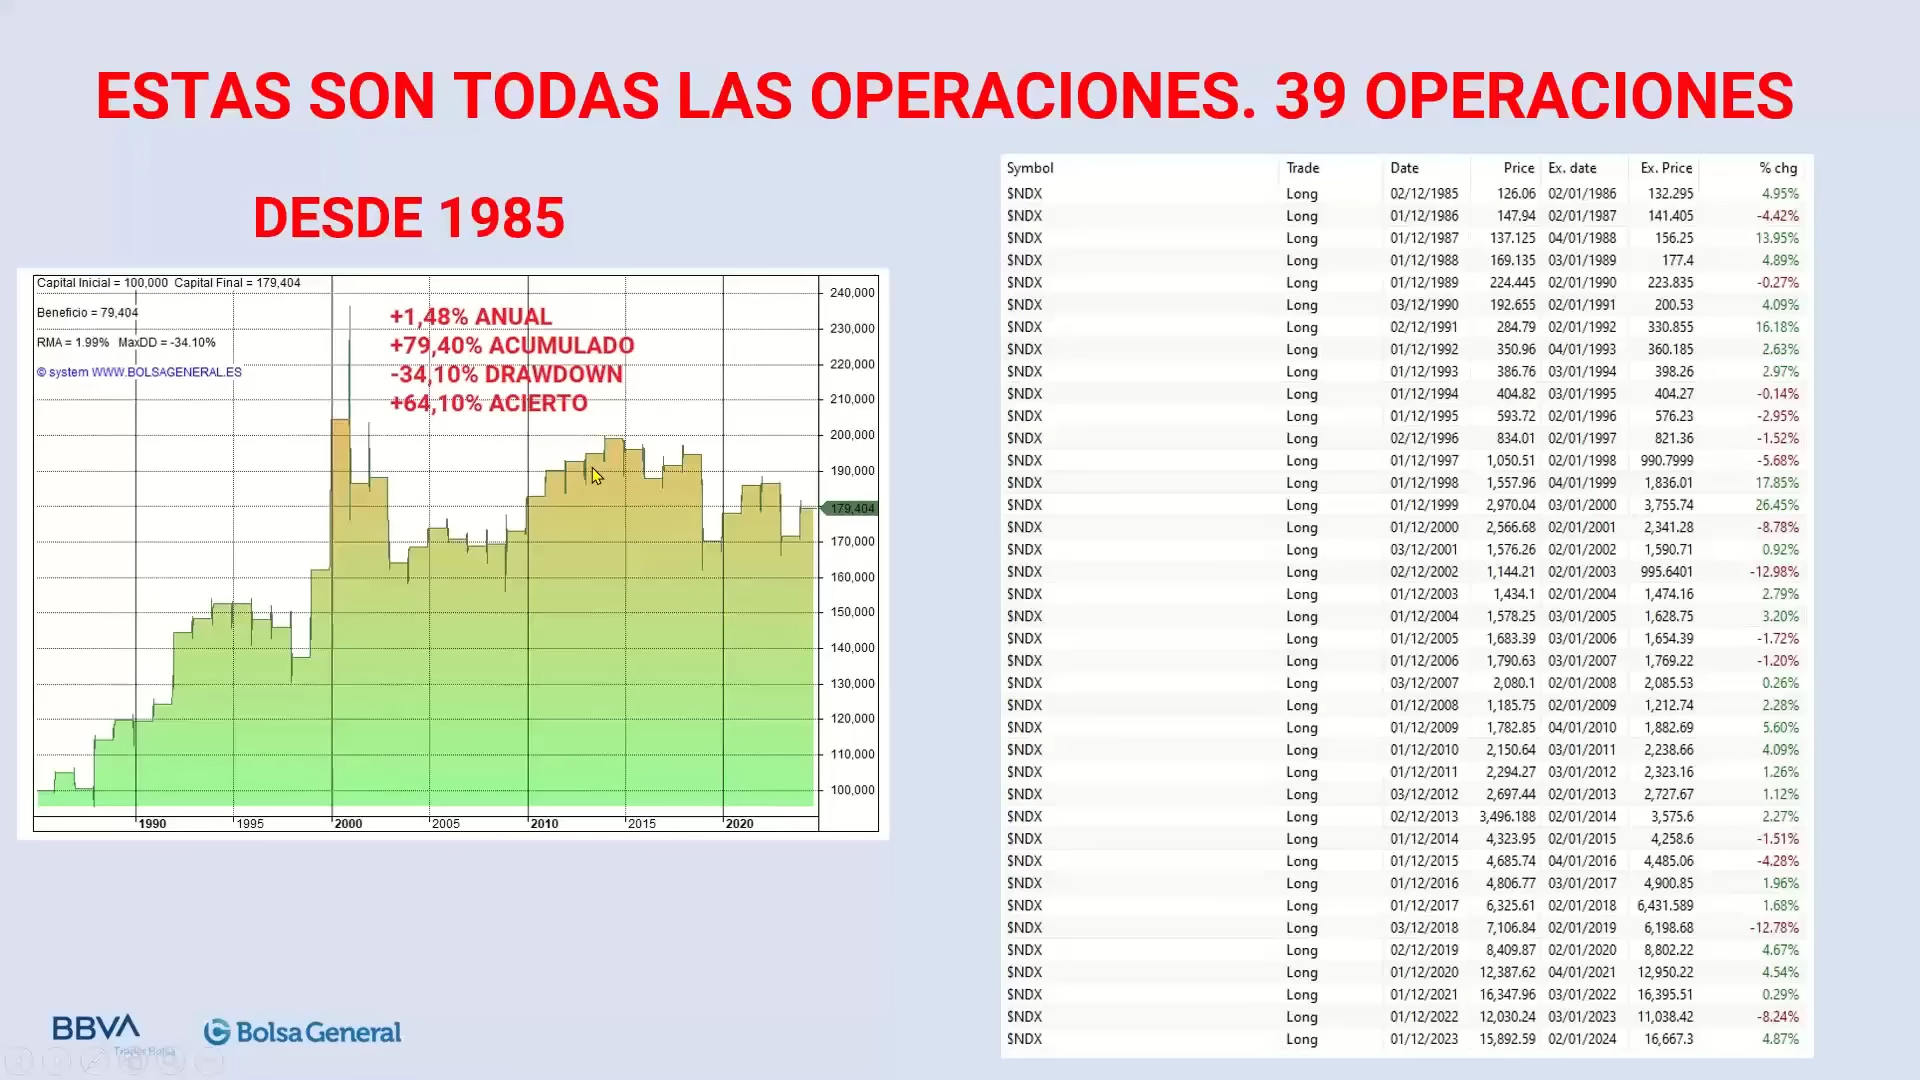 ESTAS SON TODAS LAS OPERACIONES. 39 OPERACIONES
DESDE 1985
Capital Inicial = 100,000 Capital Final = 179,404
Beneficio = 79,404
RMA = 1.99% MaxDD = -34.10%
© system WWW.BOLSAGENERAL.ES
+1,48% ANUAL
+79,40% ACUMULADO
-34,10% DRAWDOWN
+64,10% ACIERTO
240,000
230,000
220,000
210,000
200,000
190,000
179,404
170,000
160,000
150,000
140,000
130,000
120,000
110,000
100,000
1990 1995 2000 2005 2010 2015 2020
Symbol Trade Date Price Ex. date Ex. Price % chg
$NDX Long 02/12/1985 126.06 02/01/1986 132.295 4.95%
$NDX Long 01/12/1986 147.94 02/01/1987 141.405 -4.42%
$NDX Long 01/12/1987 137.125 04/01/1988 156.25 13.95%
$NDX Long 01/12/1988 169.135 03/01/1989 177.4 4.89%
$NDX Long 01/12/1989 224.445 02/01/1990 223.835 -0.27%
$NDX Long 03/12/1990 192.655 02/01/1991 200.53 4.09%
$NDX Long 02/12/1991 284.79 02/01/1992 330.855 16.18%
$NDX Long 01/12/1992 350.96 04/01/1993 360.185 2.63%
$NDX Long 01/12/1993 386.76 03/01/1994 398.26 2.97%
$NDX Long 01/12/1994 404.82 03/01/1995 404.27 -0.14%
$NDX Long 01/12/1995 593.72 02/01/1996 576.23 -2.95%
$NDX Long 02/12/1996 834.01 02/01/1997 821.36 -1.52%
$NDX Long 01/12/1997 1,050.51 02/01/1998 990.7999 -5.68%
$NDX Long 01/12/1998 1,557.96 04/01/1999 1,836.01 17.85%
$NDX Long 01/12/1999 2,970.04 03/01/2000 3,755.74 26.45%
$NDX Long 01/12/2000 2,566.68 02/01/2001 2,341.28 -8.78%
$NDX Long 03/12/2001 1,576.26 02/01/2002 1,590.71 0.92%
$NDX Long 02/12/2002 1,144.21 02/01/2003 995.6401 -12.98%
$NDX Long 01/12/2003 1,434.1 02/01/2004 1,474.16 2.79%
$NDX Long 01/12/2004 1,578.25 03/01/2005 1,628.75 3.20%
$NDX Long 01/12/2005 1,683.39 03/01/2006 1,654.39 -1.72%
$NDX Long 01/12/2006 1,790.63 03/01/2007 1,769.22 -1.20%
$NDX Long 03/12/2007 2,080.1 02/01/2008 2,085.53 0.26%
$NDX Long 01/12/2008 1,185.75 02/01/2009 1,212.74 2.28%
$NDX Long 01/12/2009 1,782.85 04/01/2010 1,882.69 5.60%
$NDX Long 01/12/2010 2,150.64 03/01/2011 2,238.66 4.09%
$NDX Long 01/12/2011 2,294.27 03/01/2012 2,323.16 1.26%
$NDX Long 03/12/2012 2,697.44 02/01/2013 2,727.67 1.12%
$NDX Long 02/12/2013 3,496.188 02/01/2014 3,575.6 2.27%
$NDX Long 01/12/2014 4,323.95 02/01/2015 4,258.6 -1.51%
$NDX Long 01/12/2015 4,685.74 04/01/2016 4,485.06 -4.28%
$NDX Long 01/12/2016 4,806.77 03/01/2017 4,900.85 1.96%
$NDX Long 01/12/2017 6,325.61 02/01/2018 6,431.589 1.68%
$NDX Long 03/12/2018 7,106.84 02/01/2019 6,198.68 -12.78%
$NDX Long 02/12/2019 8,409.87 02/01/2020 8,802.22 4.67%
$NDX Long 01/12/2020 12,387.62 04/01/2021 12,950.22 4.54%
$NDX Long 01/12/2021 16,347.96 03/01/2022 16,395.51 0.29%
$NDX Long 01/12/2022 12,030.24 03/01/2023 11,038.42 -8.24%
$NDX Long 01/12/2023 15,892.59 02/01/2024 16,667.3 4.87%
BBVA
Trader Bolsa
Bolsa General